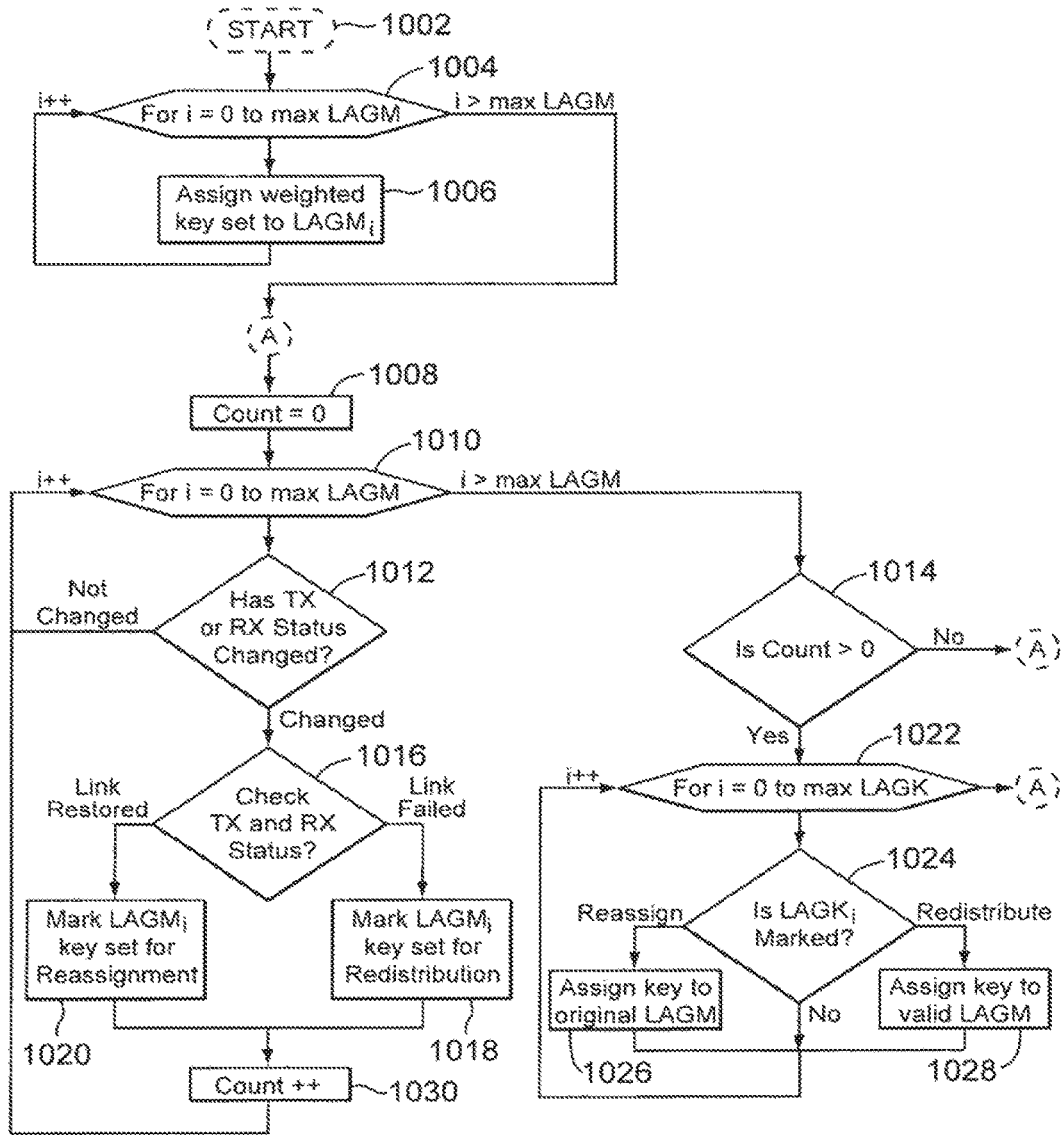 START
1002
1004
i++
For i = 0 to max LAGM
i > max LAGM
Assign weighted
key set to LAGMi
1006
A
1008
Count = 0
1010
i++
For i = 0 to max LAGM
i > max LAGM
1012
Not
Changed
Has TX
or RX Status
Changed?
1014
Is Count > 0
No
A
Changed
Yes
1016
1022
Link
Restored
Check
TX and RX
Status?
Link
Failed
i++
For i = 0 to max LAGK
A
1024
Mark LAGMi
key set for
Reassignment
Mark LAGMi
key set for
Redistribution
Reassign
Is LAGKi
Marked?
Redistribute
Assign key to
original LAGM
No
Assign key to
valid LAGM
1020
1018
1026
1028
Count ++
1030